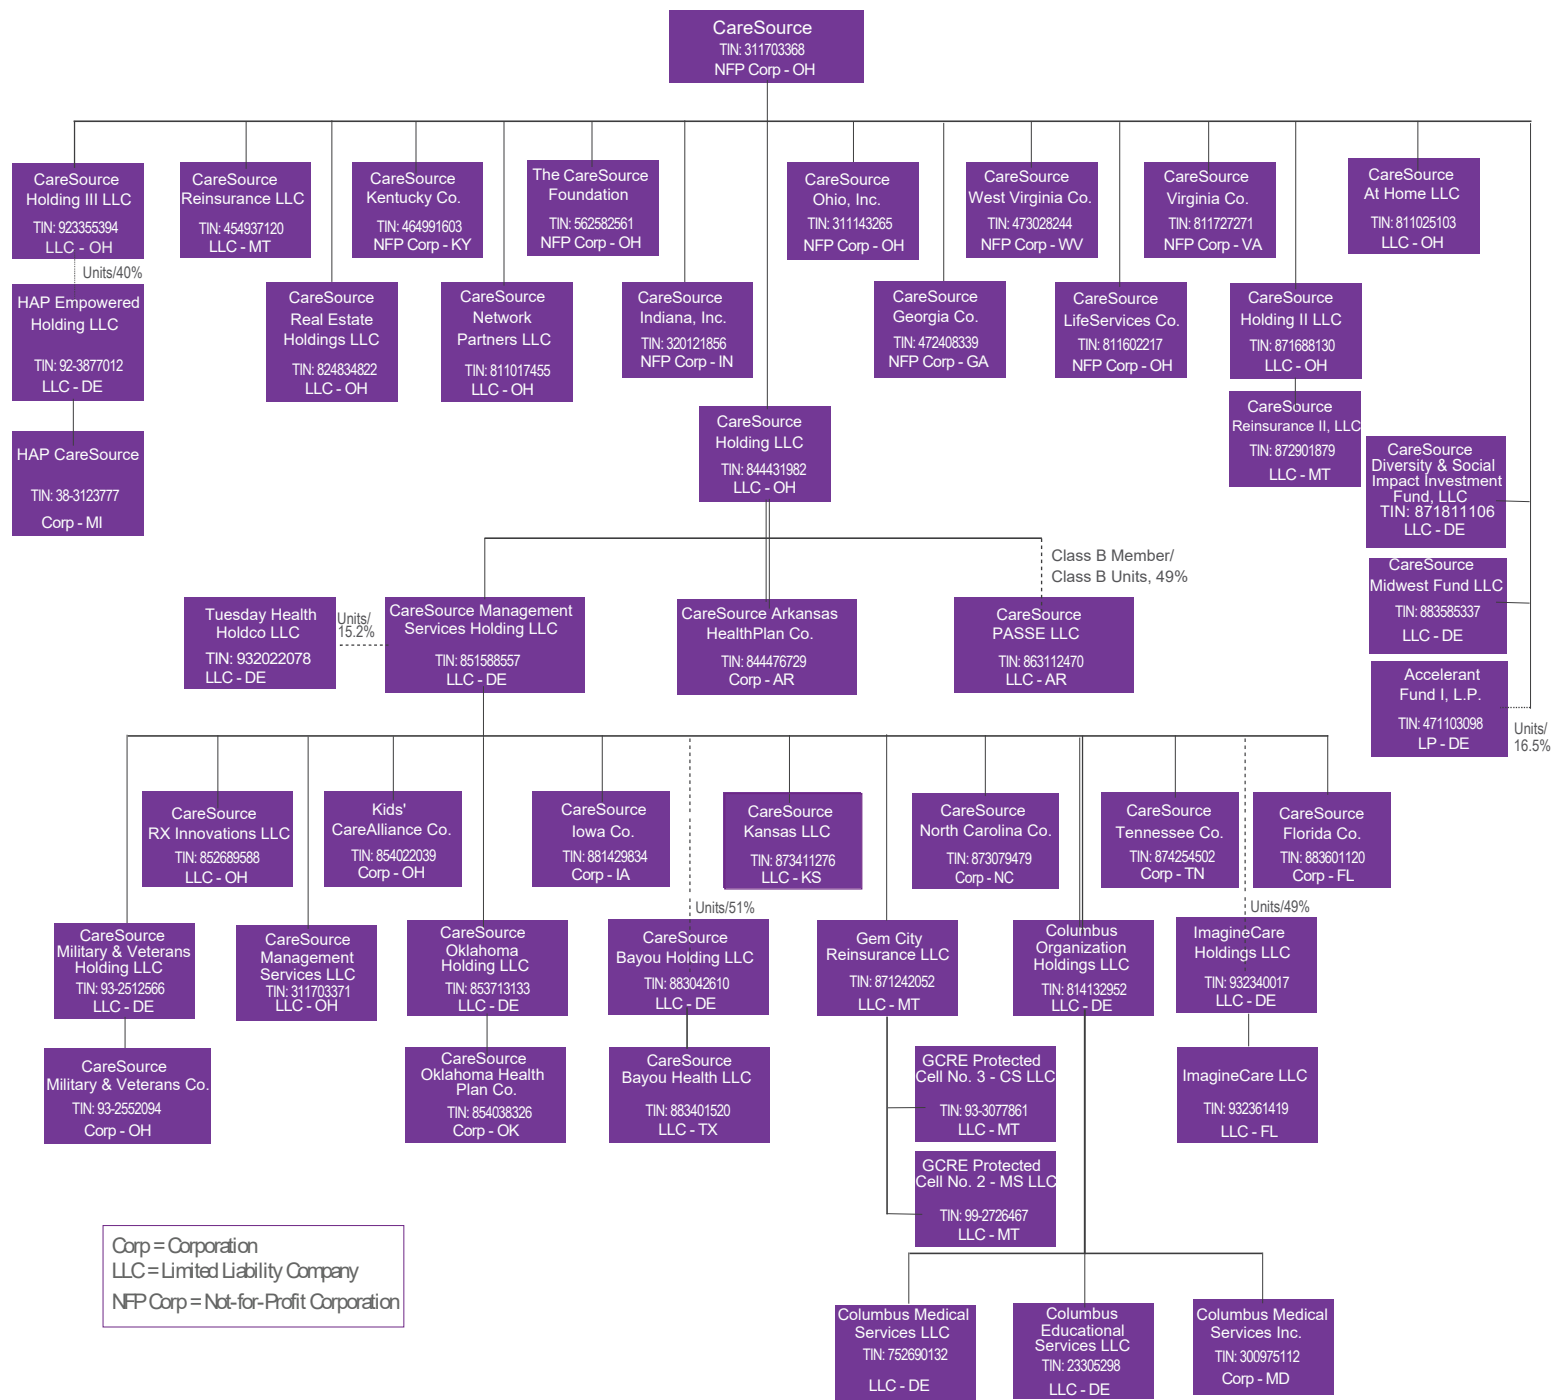 CareSource
TIN: 311703368
NFP Corp - OH
CareSource
Holding III LLC
TIN: 923355394
LLC - OH
CareSource
Reinsurance LLC
TIN: 454937120
LLC - MT
CareSource
Kentucky Co.
TIN: 464991603
NFP Corp - KY
The CareSource
Foundation
TIN: 562582561
NFP Corp - OH
CareSource
Ohio, Inc.
TIN: 311143265
NFP Corp - OH
CareSource
West Virginia Co.
TIN: 473028244
NFP Corp - WV
CareSource
Virginia Co.
TIN: 811727271
NFP Corp - VA
CareSource
At Home LLC
TIN: 811025103
LLC - OH
Units/40%
HAP Empowered
Holding LLC
TIN: 92-3877012
LLC - DE
CareSource
Real Estate
Holdings LLC
TIN: 824834822
LLC - OH
CareSource
Network
Partners LLC
TIN: 811017455
LLC - OH
CareSource
Indiana, Inc.
TIN: 320121856
NFP Corp - IN
CareSource
Georgia Co.
TIN: 472408339
NFP Corp - GA
CareSource
LifeServices Co.
TIN: 811602217
NFP Corp - OH
CareSource
Holding II LLC
TIN: 871688130
LLC - OH
HAP CareSource
TIN: 38-3123777
Corp - MI
CareSource
Holding LLC
TIN: 844431982
LLC - OH
CareSource
Reinsurance II, LLC
TIN: 872901879
LLC - MT
CareSource
Diversity & Social
Impact Investment
Fund, LLC
TIN: 871811106
LLC - DE
Class B Member/
Class B Units, 49%
CareSource
Midwest Fund LLC
TIN: 883585337
LLC - DE
Tuesday Health
Holdco LLC
TIN: 932022078
LLC - DE
Units/
15.2%
CareSource Management
Services Holding LLC
TIN: 851588557
LLC - DE
CareSource Arkansas
HealthPlan Co.
TIN: 844476729
Corp - AR
CareSource
PASSE LLC
TIN: 863112470
LLC - AR
Accelerant
Fund I, L.P.
TIN: 471103098
LP - DE
Units/
16.5%
CareSource
RX Innovations LLC
TIN: 852689588
LLC - OH
Kids'
CareAlliance Co.
TIN: 854022039
Corp - OH
CareSource
Iowa Co.
TIN: 881429834
Corp - IA
CareSource
Kansas LLC
TIN: 873411276
LLC - KS
CareSource
North Carolina Co.
TIN: 873079479
Corp - NC
CareSource
Tennessee Co.
TIN: 874254502
Corp - TN
CareSource
Florida Co.
TIN: 883601120
Corp - FL
Units/51%
Units/49%
CareSource
Military & Veterans
Holding LLC
TIN: 93-2512566
LLC - DE
CareSource
Management
Services LLC
TIN: 311703371
LLC - OH
CareSource
Oklahoma
Holding LLC
TIN: 853713133
LLC - DE
CareSource
Bayou Holding LLC
TIN: 883042610
LLC - DE
Gem City
Reinsurance LLC
TIN: 871242052
LLC - MT
Columbus
Organization
Holdings LLC
TIN: 814132952
LLC - DE
ImagineCare
Holdings LLC
TIN: 932340017
LLC - DE
CareSource
Military & Veterans Co.
TIN: 93-2552094
Corp - OH
CareSource
Oklahoma Health
Plan Co.
TIN: 854038326
Corp - OK
CareSource
Bayou Health LLC
TIN: 883401520
LLC - TX
GCRE Protected
Cell No. 3 - CS LLC
TIN: 93-3077861
LLC - MT
ImagineCare LLC
TIN: 932361419
LLC - FL
GCRE Protected
Cell No. 2 - MS LLC
TIN: 99-2726467
LLC - MT
Corp = Corporation
LLC = Limited Liability Company
NFP Corp = Not-for-Profit Corporation
Columbus Medical
Services LLC
TIN: 752690132
LLC - DE
Columbus
Educational
Services LLC
TIN: 23305298
LLC - DE
Columbus Medical
Services Inc.
TIN: 300975112
Corp - MD